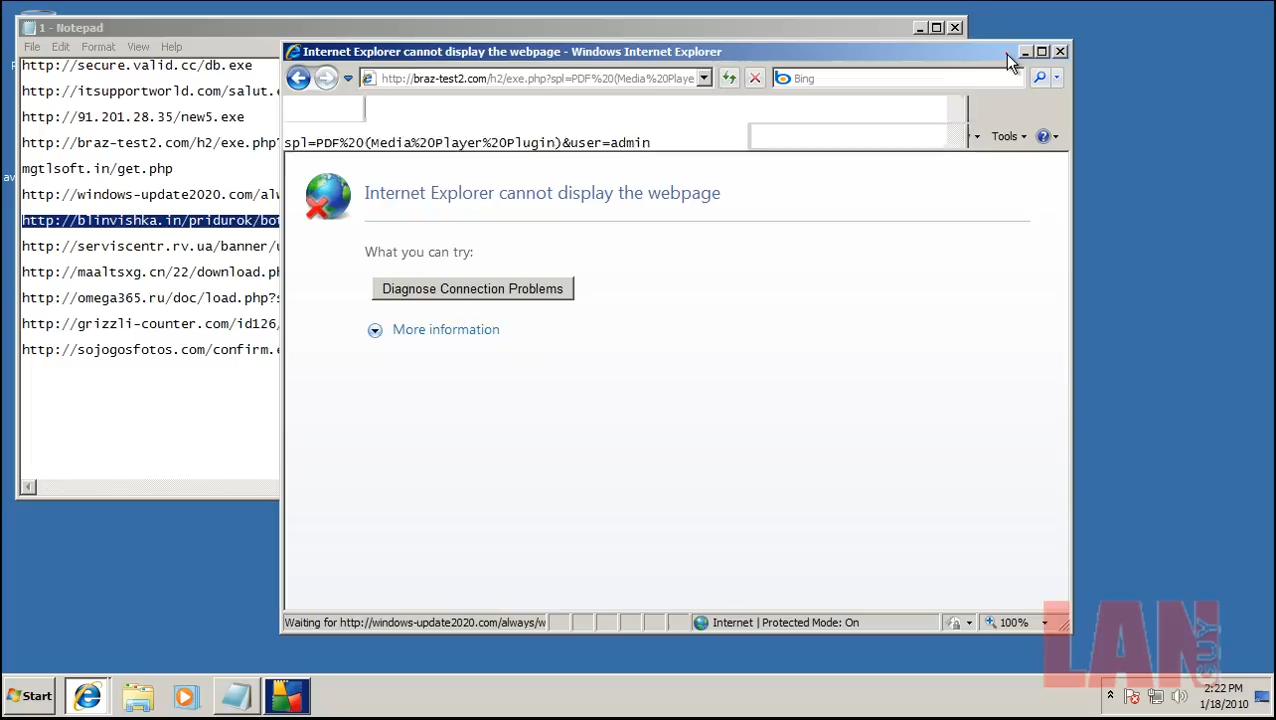 1 - Notepad
File Edit Format View Help
http://secure.valid.cc/db.exe
http://itsupportworld.com/salut.e
http://91.201.28.35/new5.exe
http://braz-test2.com/h2/exe.php?
mgtlsoft.in/get.php
http://windows-update2020.com/alw
http://blinvishka.in/pridurok/bot
http://serviscentr.rv.ua/banner/u
http://maaltsxg.cn/22/download.ph
http://omega365.ru/doc/load.php?s
http://grizzli-counter.com/id126/
http://sojogosfotos.com/confirm.e
Internet Explorer cannot display the webpage - Windows Internet Explorer
http://braz-test2.com/h2/exe.php?spl=PDF%20(Media%20Playe
Bing
spl=PDF%20(Media%20Player%20Plugin)&user=admin
Tools
Internet Explorer cannot display the webpage
What you can try:
Diagnose Connection Problems
More information
Waiting for http://windows-update2020.com/always/w
Internet | Protected Mode: On
100%
LAN GUY
Start
2:22 PM
1/18/2010